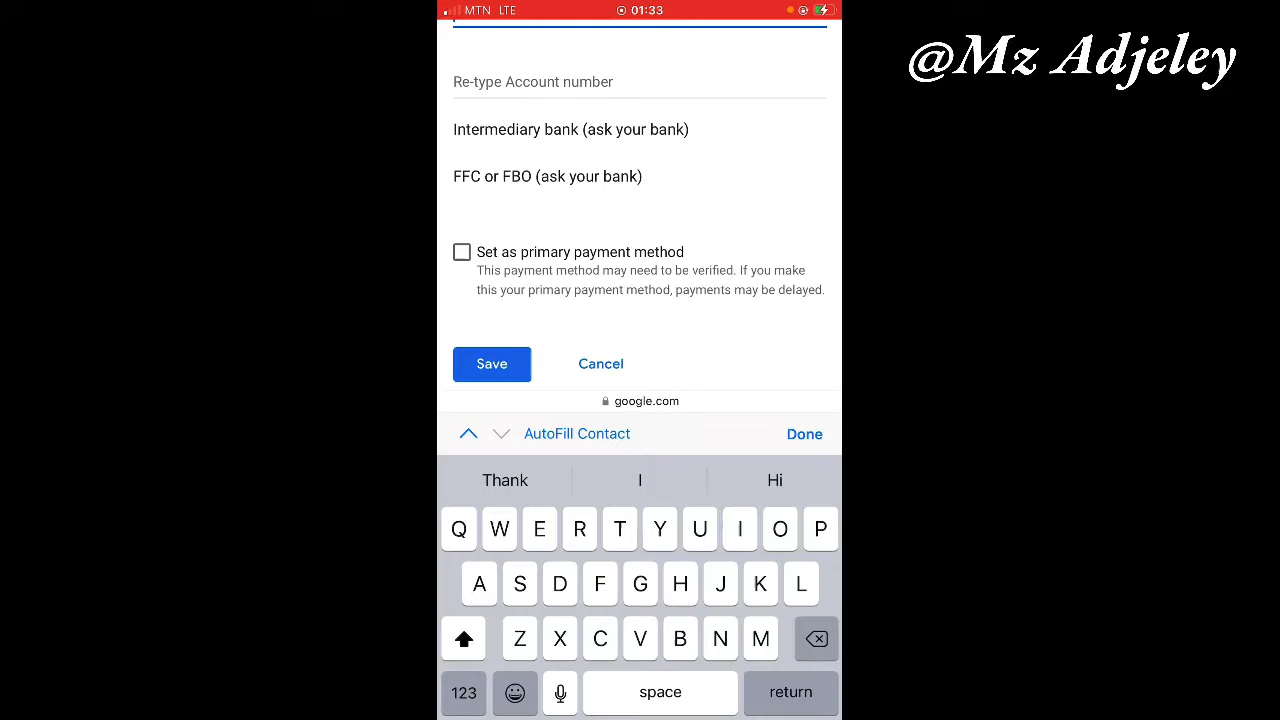 MTN LTE 01:33
@Mz Adjeley
Re-type Account number
Intermediary bank (ask your bank)
FFC or FBO (ask your bank)
Set as primary payment method
This payment method may need to be verified. If you make
this your primary payment method, payments may be delayed.
Save Cancel
google.com
AutoFill Contact Done
Thank I Hi
Q W E R T Y U I O P
A S D F G H J K L
Z X C V B N M
123 space return